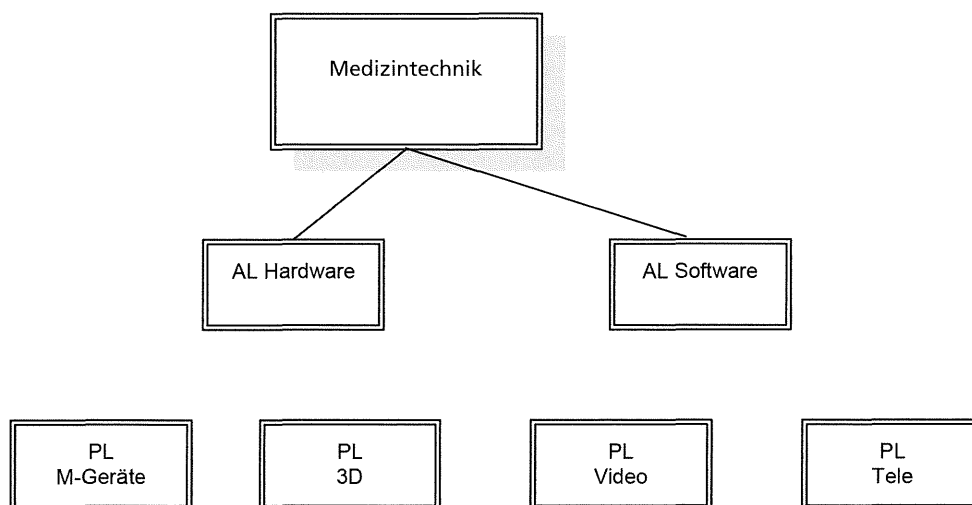 Medizintechnik
AL Hardware
AL Software
PL
M-Geräte
PL
3D
PL
Video
PL
Tele